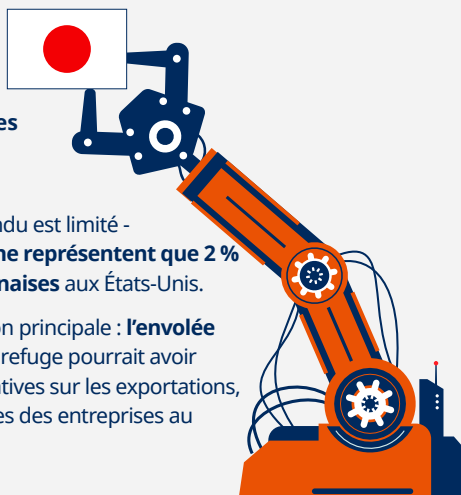 es
ndu est limité -
ne représentent que 2 %
naises aux États-Unis.
on principale : l'envolée
refuge pourrait avoir
atives sur les exportations,
es des entreprises au